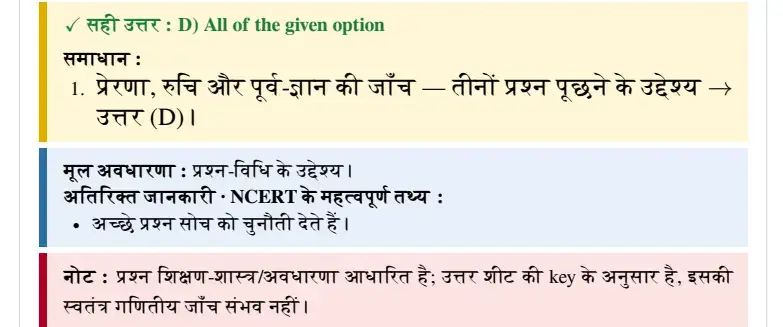 ✓ सही उत्तर : D) All of the given option
समाधान :
1. प्रेरणा, रुचि और पूर्व-ज्ञान की जाँच — तीनों प्रश्न पूछने के उद्देश्य →
उत्तर (D)।
मूल अवधारणा : प्रश्न-विधि के उद्देश्य।
अतिरिक्त जानकारी · NCERT के महत्वपूर्ण तथ्य :
• अच्छे प्रश्न सोच को चुनौती देते हैं।
नोट : प्रश्न शिक्षण-शास्त्र/अवधारणा आधारित है; उत्तर शीट की key के अनुसार है, इसकी
स्वतंत्र गणितीय जाँच संभव नहीं।